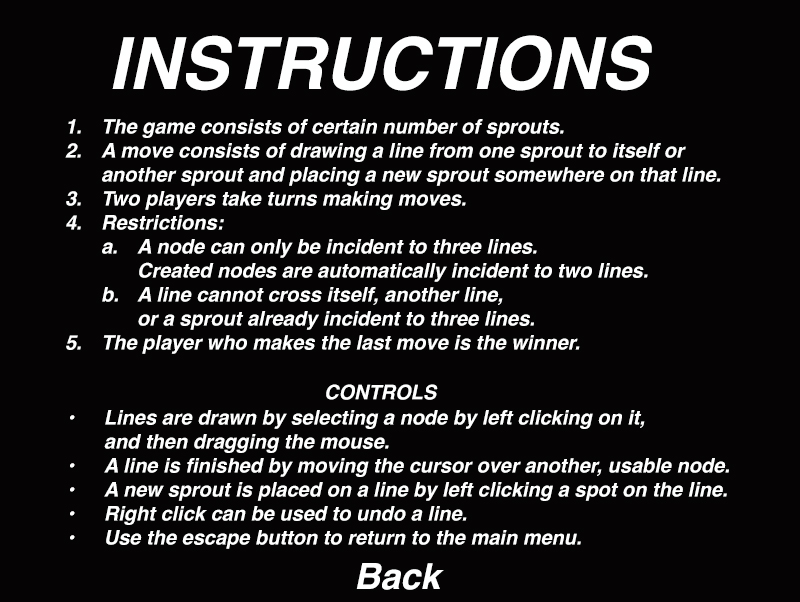 INSTRUCTIONS
1. The game consists of certain number of sprouts.
2. A move consists of drawing a line from one sprout to itself or
another sprout and placing a new sprout somewhere on that line.
3. Two players take turns making moves.
4. Restrictions:
a. A node can only be incident to three lines.
Created nodes are automatically incident to two lines.
b. A line cannot cross itself, another line,
or a sprout already incident to three lines.
5. The player who makes the last move is the winner.
CONTROLS
• Lines are drawn by selecting a node by left clicking on it,
and then dragging the mouse.
• A line is finished by moving the cursor over another, usable node.
• A new sprout is placed on a line by left clicking a spot on the line.
• Right click can be used to undo a line.
• Use the escape button to return to the main menu.
Back